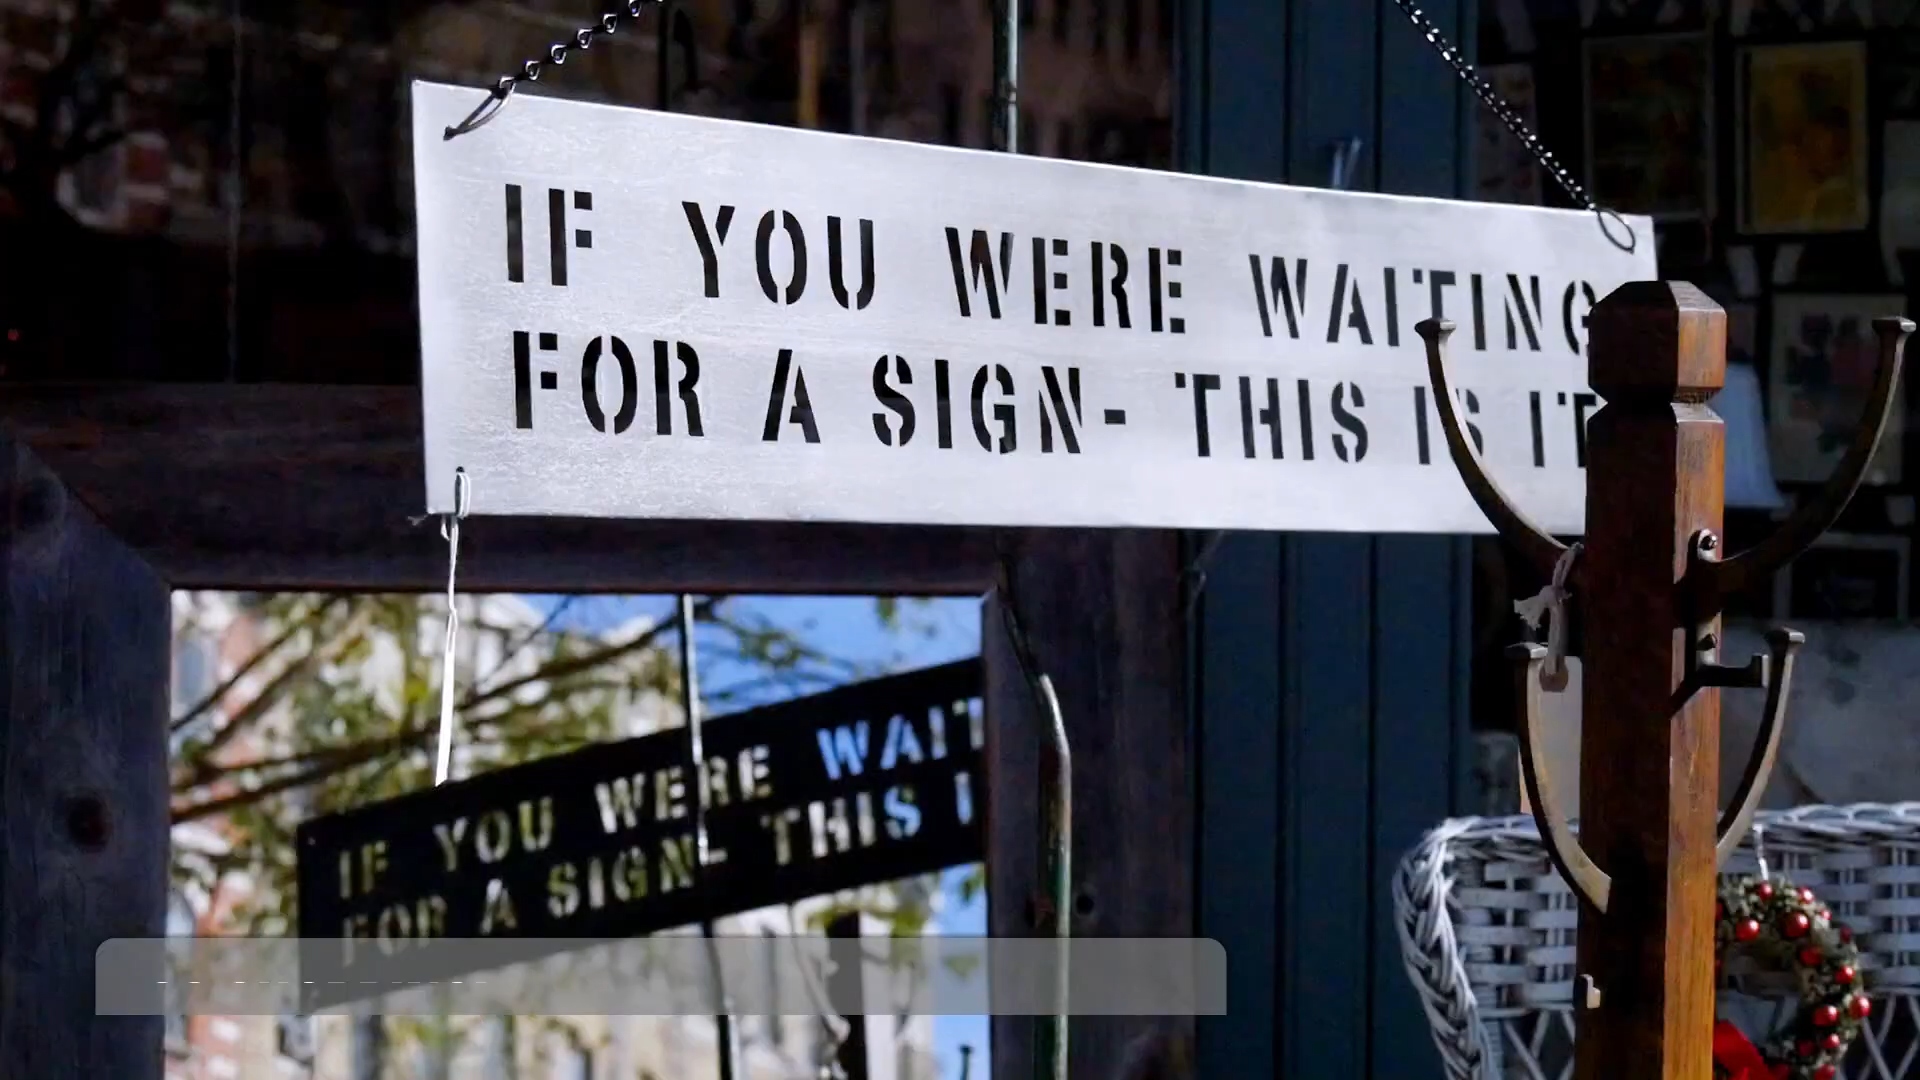 IF YOU WERE WAITING
FOR A SIGN- THIS IS IT
IF YOU WERE WAIT
FOR A SIGN- THIS I